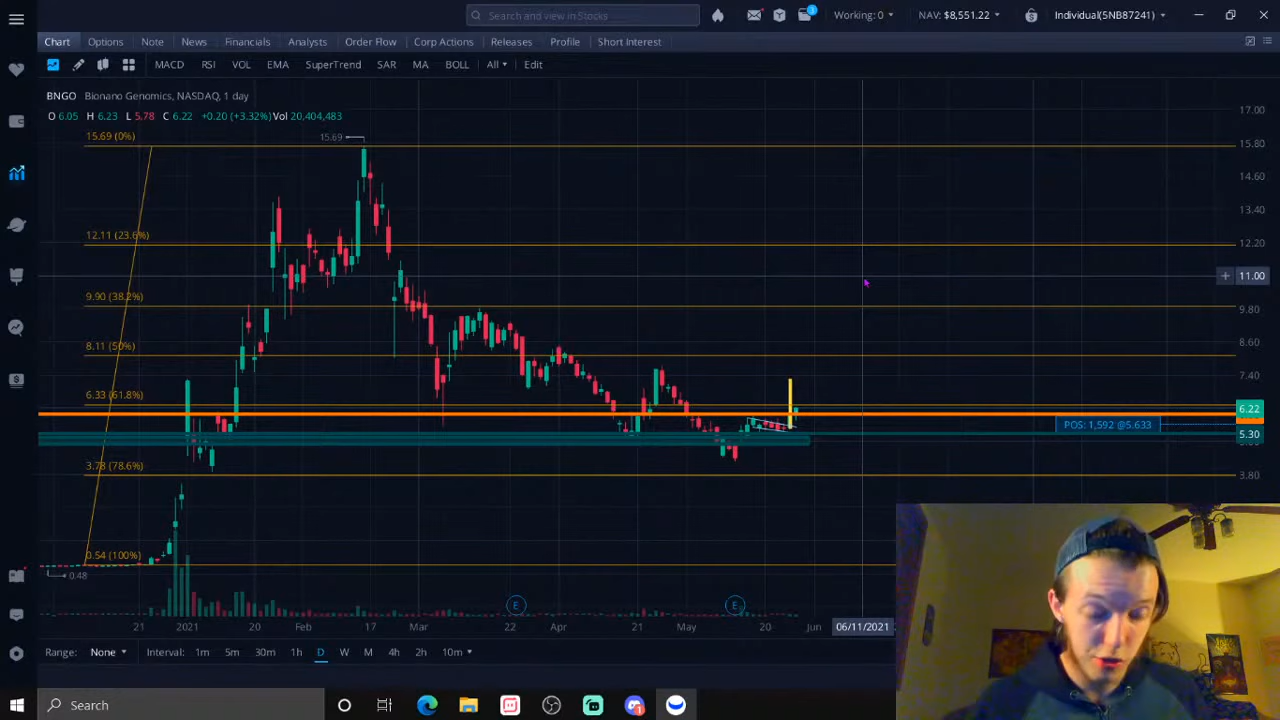 Search and view in Stocks
3
Working: 0
NAV: $8,551.22
Individual(5NB87241)
Chart Options Note News Financials Analysts Order Flow Corp Actions Releases Profile Short Interest
MACD RSI VOL EMA SuperTrend SAR MA BOLL All Edit
BNGO Bionano Genomics, NASDAQ, 1 day
O 6.05 H 6.23 L 5.78 C 6.22 +0.20 (+3.32%) Vol 20,404,483
17.00
15.69 (0%)
15.69
15.80
14.60
13.40
12.11 (23.6%)
12.20
11.00
9.90 (38.2%)
9.80
8.11 (50%)
8.60
7.40
6.33 (61.8%)
6.22
POS: 1,592 @5.633
5.30
3.78 (78.6%)
3.80
0.54 (100%)
0.48
E
E
21 2021 20 Feb 17 Mar 22 Apr 21 May 20 Jun 06/11/2021
Range: None Interval: 1m 5m 30m 1h D W M 4h 2h 10m
Search
1